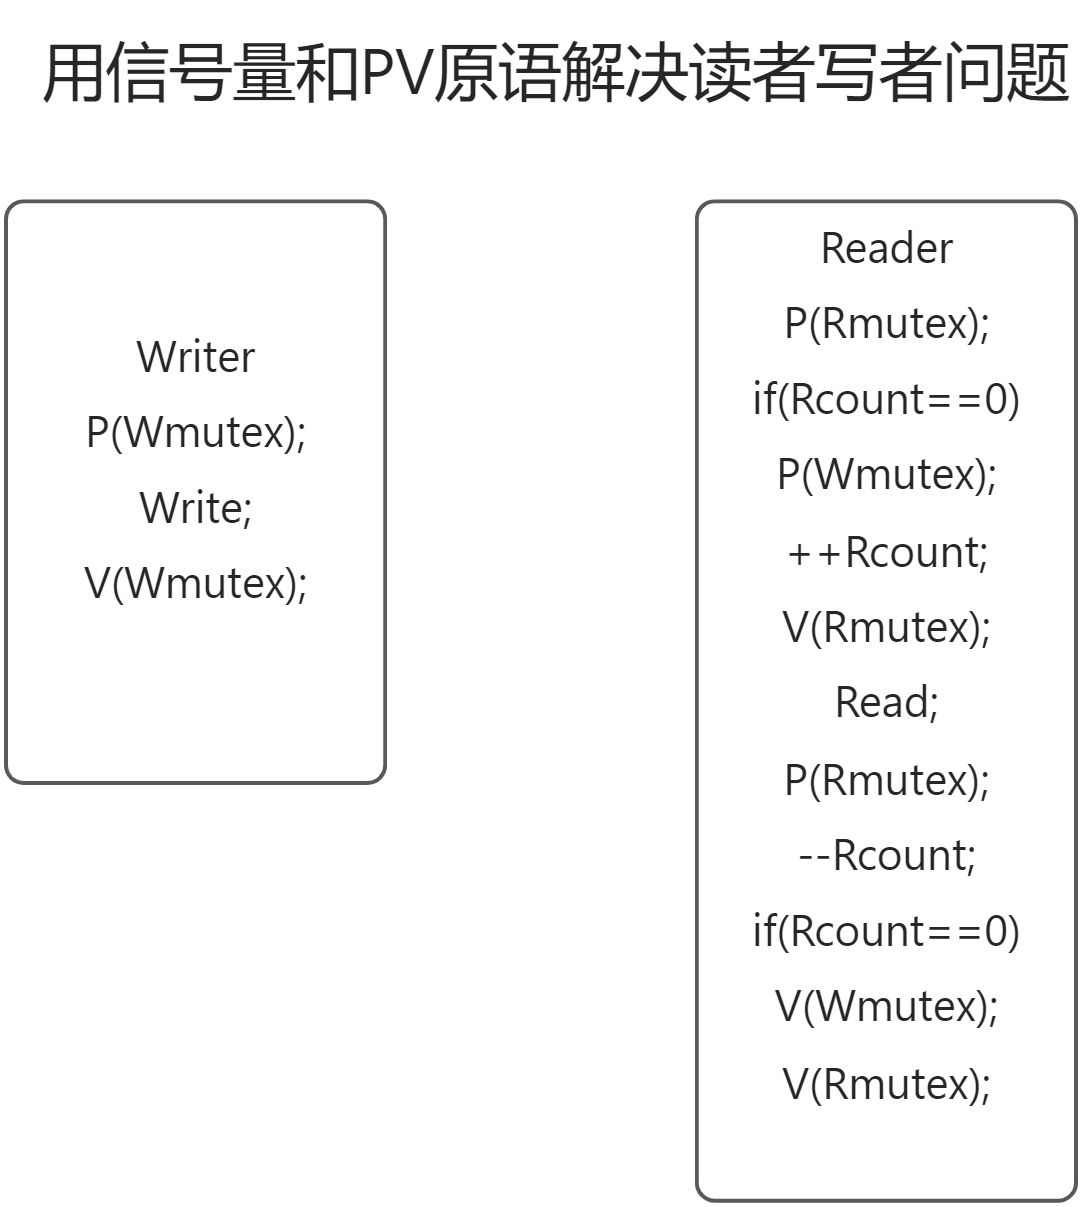 用信号量和PV原语解决读者写者问题
Writer
P(Wmutex);
Write;
V(Wmutex);
Reader
P(Rmutex);
if(Rcount==0)
P(Wmutex);
++Rcount;
V(Rmutex);
Read;
P(Rmutex);
--Rcount;
if(Rcount==0)
V(Wmutex);
V(Rmutex);